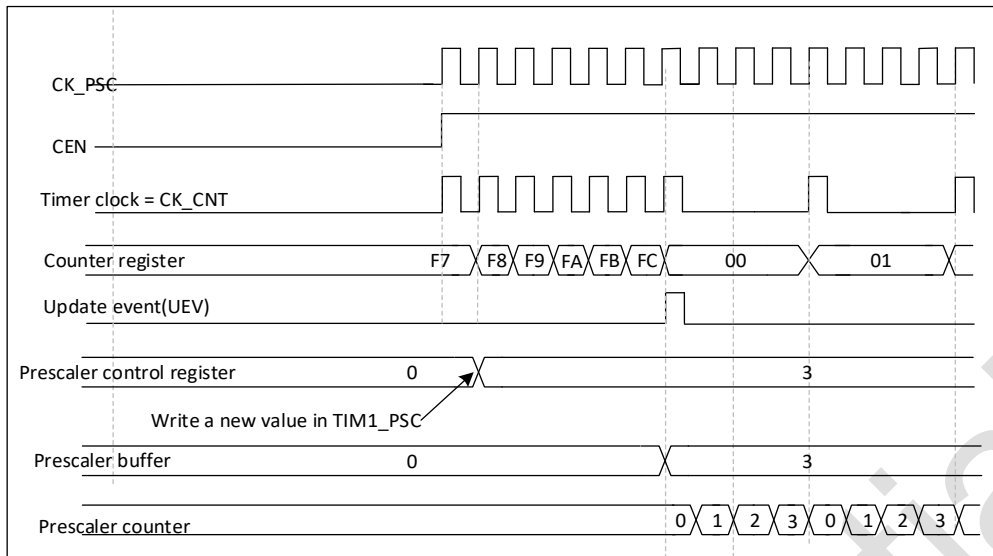 CK_PSC
CEN
Timer clock = CK_CNT
Counter register F7 F8 F9 FA FB FC 00 01
Update event(UEV)
Prescaler control register 0 3
Write a new value in TIM1_PSC
Prescaler buffer 0 3
Prescaler counter 0 1 2 3 0 1 2 3